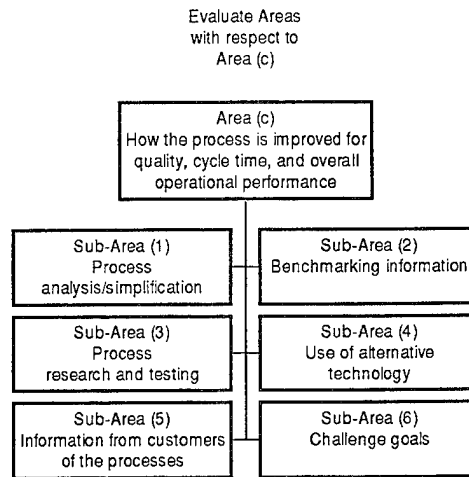 Evaluate Areas
with respect to
Area (c)
Area (c)
How the process is improved for
quality, cycle time, and overall
operational performance
Sub-Area (1)
Process
analysis/simplification
Sub-Area (2)
Benchmarking information
Sub-Area (3)
Process
research and testing
Sub-Area (4)
Use of alternative
technology
Sub-Area (5)
Information from customers
of the processes
Sub-Area (6)
Challenge goals